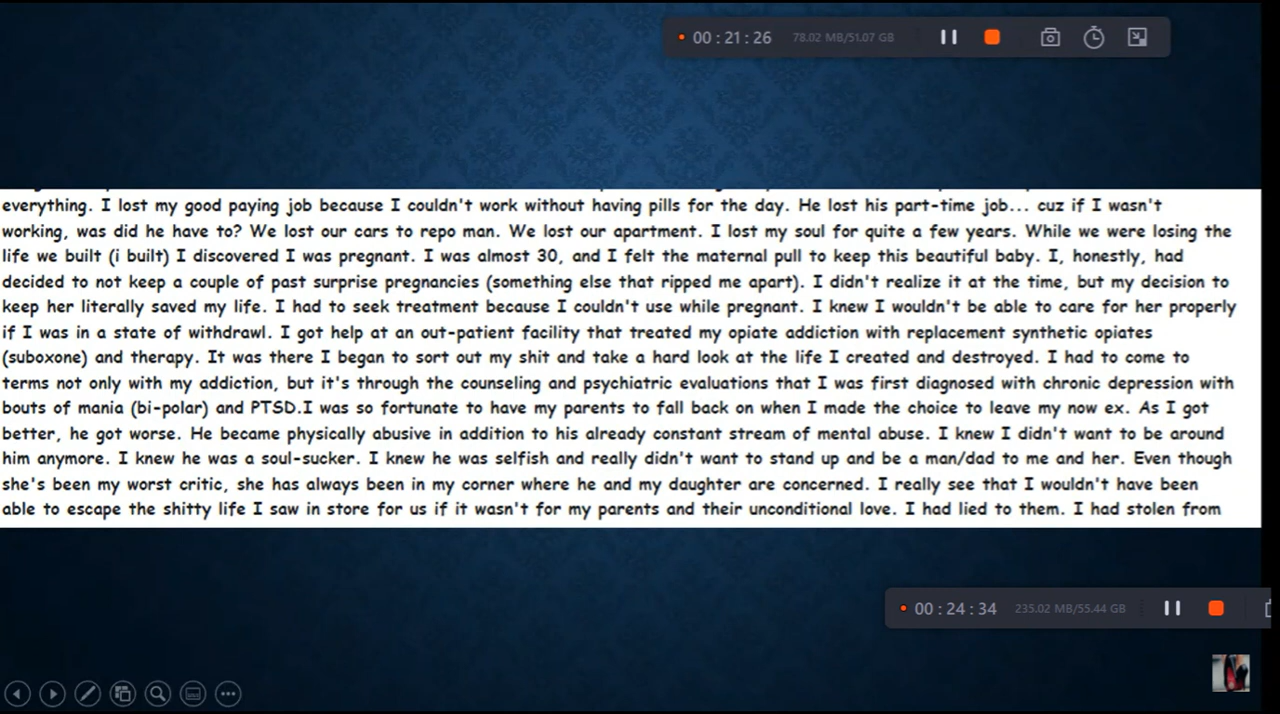 00:21:26 78.02 MB/51.07 GB
everything. I lost my good paying job because I couldn't work without having pills for the day. He lost his part-time job... cuz if I wasn't
working, was did he have to? We lost our cars to repo man. We lost our apartment. I lost my soul for quite a few years. While we were losing the
life we built (i built) I discovered I was pregnant. I was almost 30, and I felt the maternal pull to keep this beautiful baby. I, honestly, had
decided to not keep a couple of past surprise pregnancies (something else that ripped me apart). I didn't realize it at the time, but my decision to
keep her literally saved my life. I had to seek treatment because I couldn't use while pregnant. I knew I wouldn't be able to care for her properly
if I was in a state of withdrawl. I got help at an out-patient facility that treated my opiate addiction with replacement synthetic opiates
(suboxone) and therapy. It was there I began to sort out my shit and take a hard look at the life I created and destroyed. I had to come to
terms not only with my addiction, but it's through the counseling and psychiatric evaluations that I was first diagnosed with chronic depression with
bouts of mania (bi-polar) and PTSD.I was so fortunate to have my parents to fall back on when I made the choice to leave my now ex. As I got
better, he got worse. He became physically abusive in addition to his already constant stream of mental abuse. I knew I didn't want to be around
him anymore. I knew he was a soul-sucker. I knew he was selfish and really didn't want to stand up and be a man/dad to me and her. Even though
she's been my worst critic, she has always been in my corner where he and my daughter are concerned. I really see that I wouldn't have been
able to escape the shitty life I saw in store for us if it wasn't for my parents and their unconditional love. I had lied to them. I had stolen from
00:24:34 235.02 MB/55.44 GB